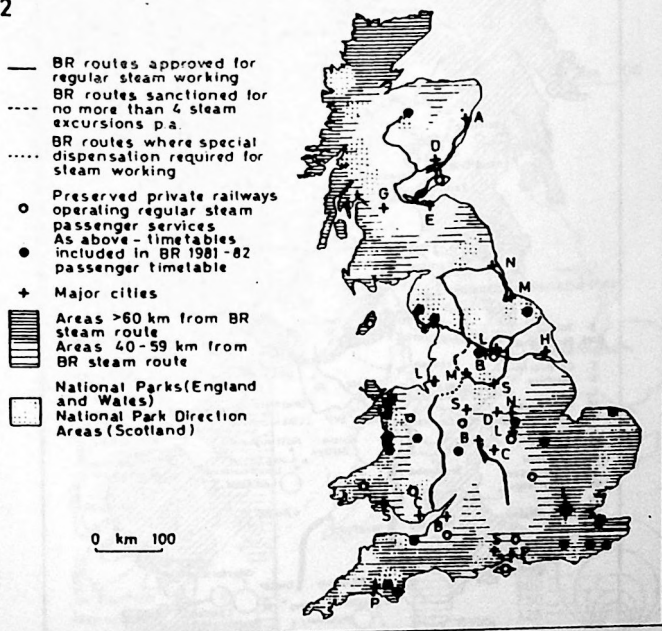 2
BR routes approved for
regular steam working
BR routes sanctioned for
no more than 4 steam
excursions p.a.
BR routes where special
dispensation required for
steam working
Preserved private railways
operating regular steam
passenger services
As above - timetables
included in BR 1981-82
passenger timetable
Major cities
Areas >60 km from BR
steam route
Areas 40-59 km from
BR steam route
National Parks (England
and Wales)
National Park Direction
Areas (Scotland)
0 km 100
A
D
G
E
N
M
L
H
B
L
M
S
S
N
D
L
B
C
S
C
B
L
S
P
P